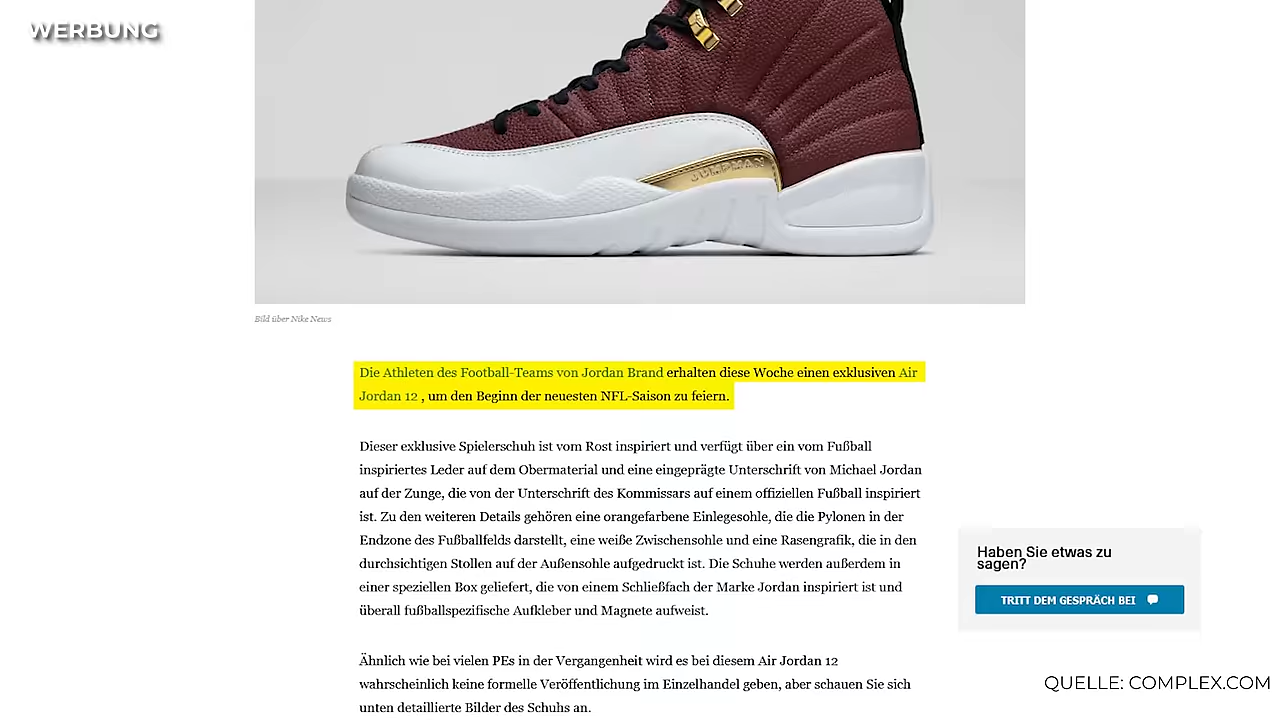 WERBUNG
JUMPMAN
Bild über Nike News
Die Athleten des Football-Teams von Jordan Brand erhalten diese Woche einen exklusiven Air
Jordan 12 , um den Beginn der neuesten NFL-Saison zu feiern.
Dieser exklusive Spielerschuh ist vom Rost inspiriert und verfügt über ein vom Fußball
inspiriertes Leder auf dem Obermaterial und eine eingeprägte Unterschrift von Michael Jordan
auf der Zunge, die von der Unterschrift des Kommissars auf einem offiziellen Fußball inspiriert
ist. Zu den weiteren Details gehören eine orangefarbene Einlegesohle, die die Pylonen in der
Endzone des Fußballfelds darstellt, eine weiße Zwischensohle und eine Rasengrafik, die in den
durchsichtigen Stollen auf der Außensohle aufgedruckt ist. Die Schuhe werden außerdem in
einer speziellen Box geliefert, die von einem Schließfach der Marke Jordan inspiriert ist und
überall fußballspezifische Aufkleber und Magnete aufweist.
Ähnlich wie bei vielen PEs in der Vergangenheit wird es bei diesem Air Jordan 12
wahrscheinlich keine formelle Veröffentlichung im Einzelhandel geben, aber schauen Sie sich
unten detaillierte Bilder des Schuhs an.
Haben Sie etwas zu
sagen?
TRITT DEM GESPRÄCH BEI
QUELLE: COMPLEX.COM